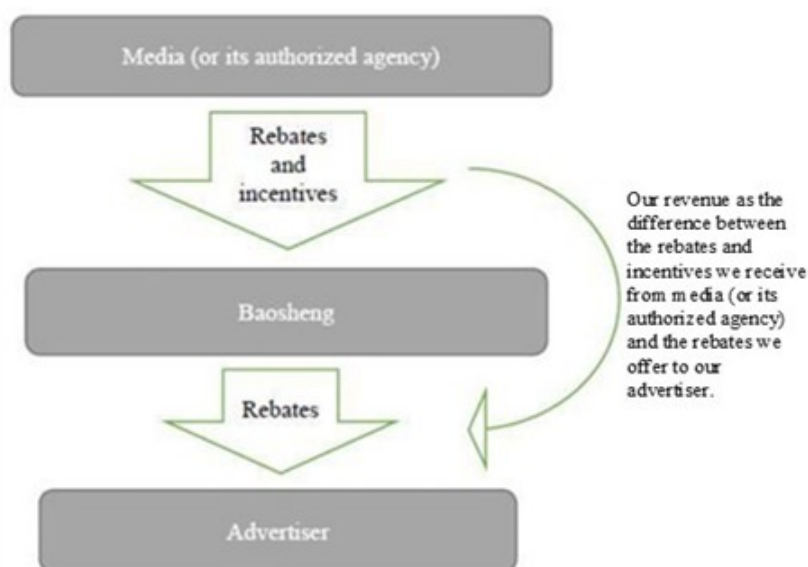 Media (or its authorized agency)
Rebates
and
incentives
Our revenue as the
difference between
the rebates and
incentives we receive
from media (or its
authorized agency)
and the rebates we
offer to our
advertiser.
Baosheng
Rebates
Advertiser